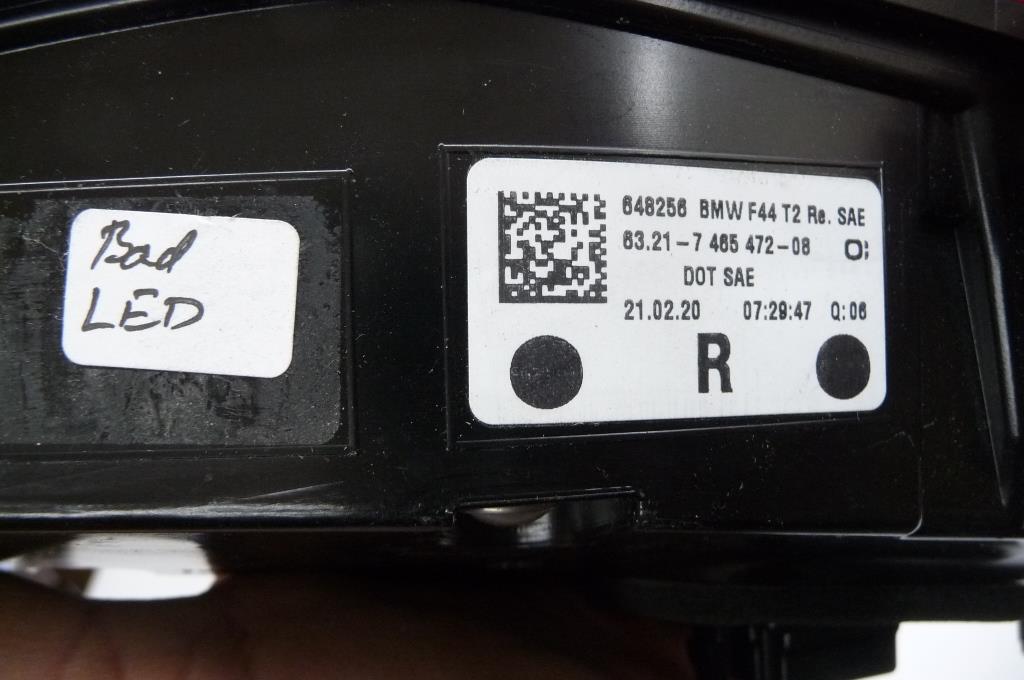 Bad
LED
648256 BMW F44 T2 Re. SAE
63.21-7 465 472-08 O:
DOT SAE
21.02.20 07:29:47 Q:06
R